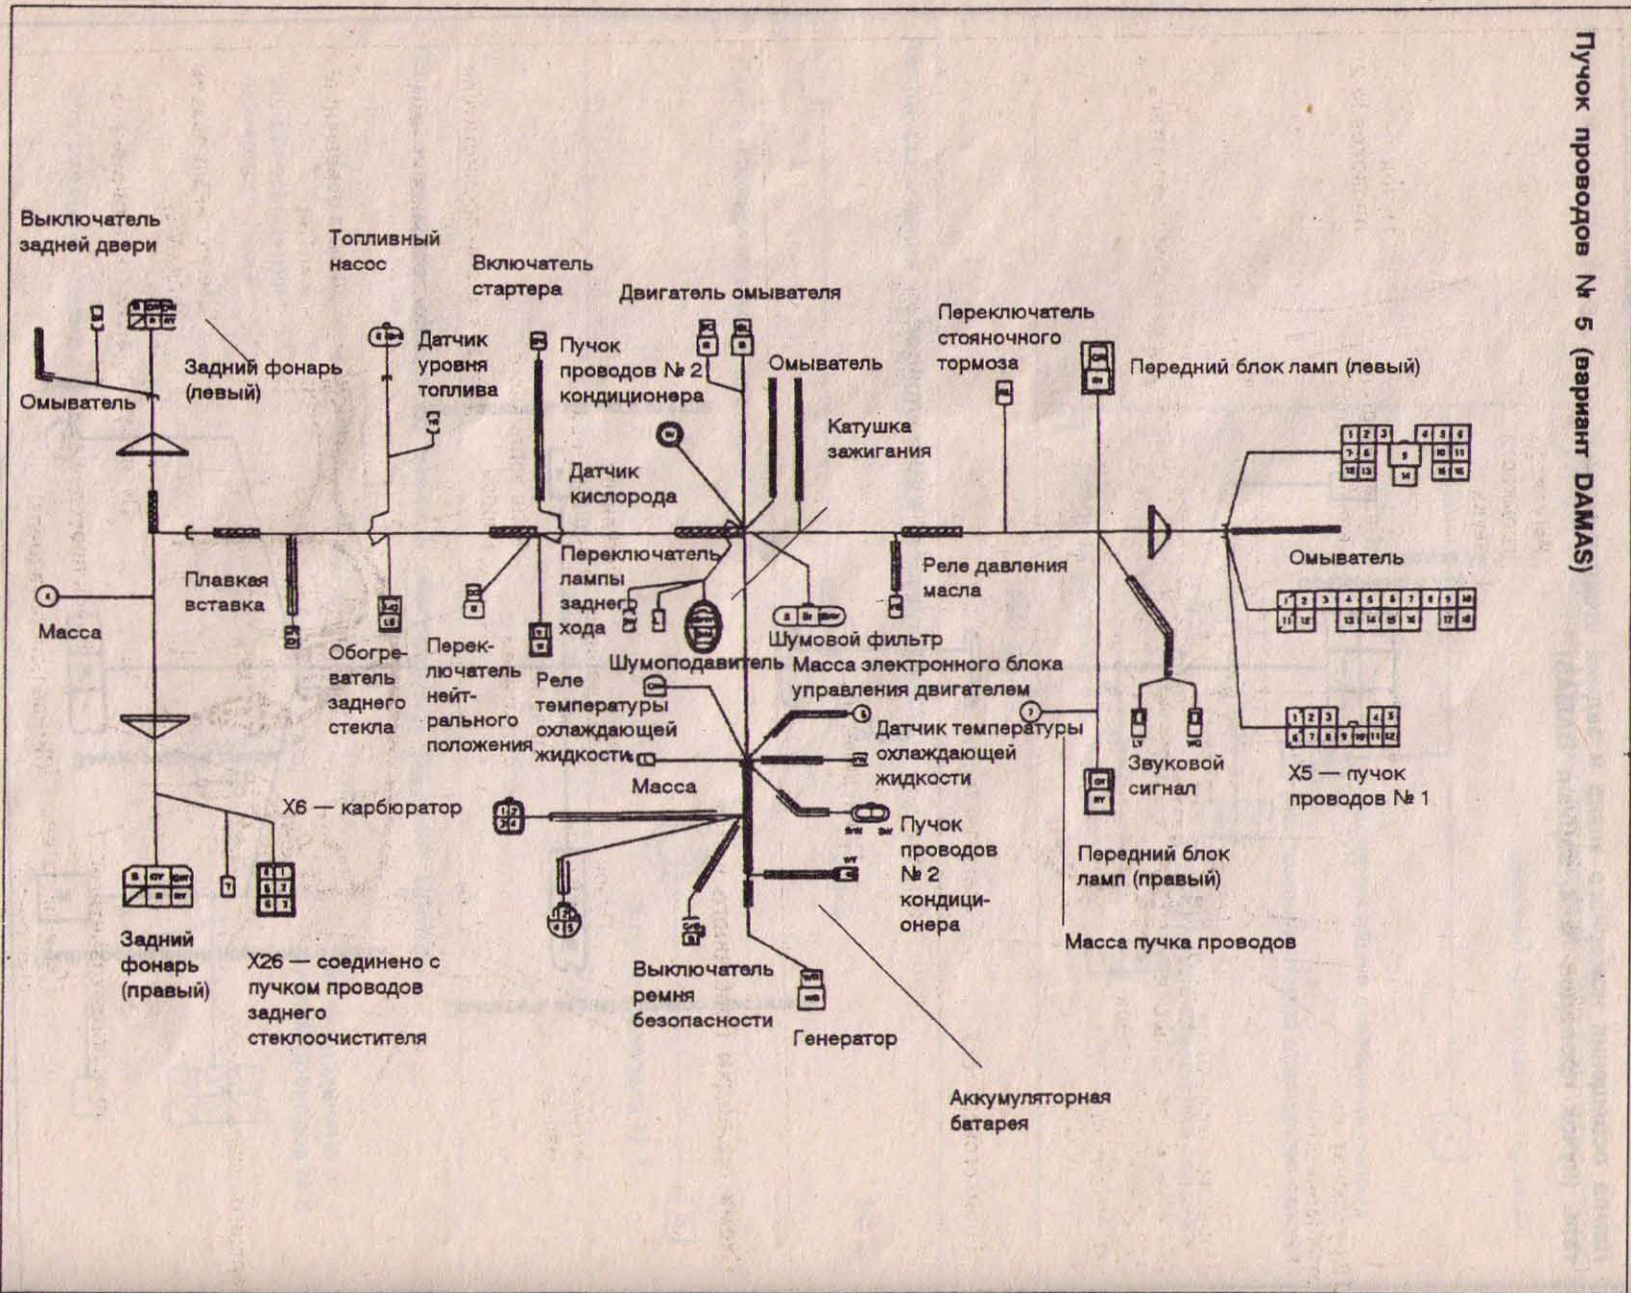 Пучок проводов № 5 (вариант DAMAS)
Выключатель
задней двери
Топливный
насос
Включатель
стартера
Двигатель омывателя
Переключатель
стояночного
тормоза
Задний фонарь
(левый)
Омыватель
Датчик
уровня
топлива
Пучок
проводов № 2
кондиционера
Омыватель
Передний блок ламп (левый)
Катушка
зажигания
Датчик
кислорода
Плавкая
вставка
Переключатель
лампы
заднего
хода
Реле давления
масла
Омыватель
Масса
Обогре-
ватель
заднего
стекла
Перек-
лючатель
нейт-
рального
положения
Реле
температуры
охлаждающей
жидкости
Шумоподавитель
Шумовой фильтр
Масса электронного блока
управления двигателем
Датчик температуры
охлаждающей
жидкости
Звуковой
сигнал
X5 — пучок
проводов № 1
Масса
X6 — карбюратор
Пучок
проводов
№ 2
кондици-
онера
Передний блок
ламп (правый)
Масса пучка проводов
Задний
фонарь
(правый)
X26 — соединено с
пучком проводов
заднего
стеклоочистителя
Выключатель
ремня
безопасности
Генератор
Аккумуляторная
батарея